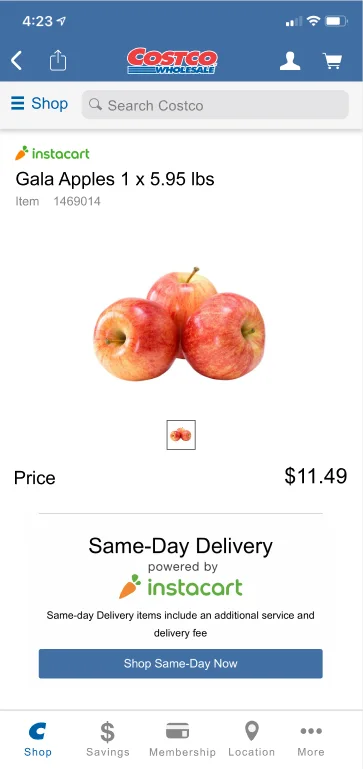 4:23
COSTCO
WHOLESALE
Shop
Search Costco
instacart
Gala Apples 1 x 5.95 lbs
Item 1469014
Price $11.49
Same-Day Delivery
powered by
instacart
Same-day Delivery items include an additional service and
delivery fee
Shop Same-Day Now
Shop Savings Membership Location More